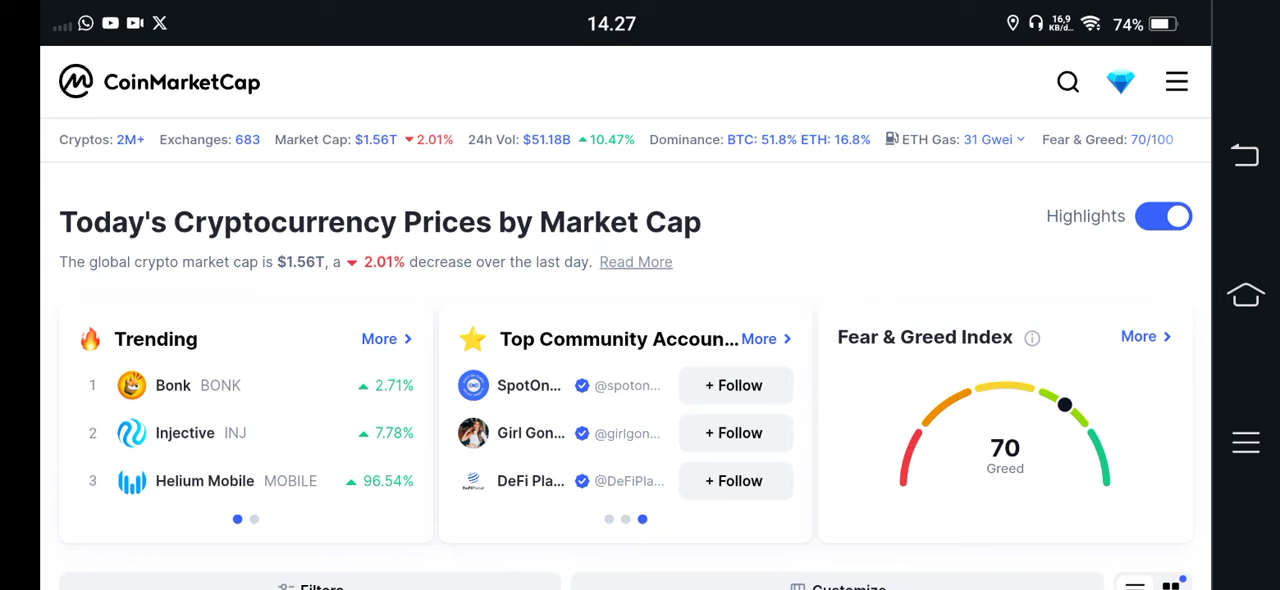 14.27
16,9
KB/d...
74%
CoinMarketCap
Cryptos: 2M+ Exchanges: 683 Market Cap: $1.56T 2.01% 24h Vol: $51.18B 10.47% Dominance: BTC: 51.8% ETH: 16.8% ETH Gas: 31 Gwei Fear & Greed: 70/100
Today's Cryptocurrency Prices by Market Cap
Highlights
The global crypto market cap is $1.56T, a 2.01% decrease over the last day. Read More
Trending More
1 Bonk BONK 2.71%
2 Injective INJ 7.78%
3 Helium Mobile MOBILE 96.54%
Top Community Accoun... More
SpotOn... @spoton... + Follow
Girl Gon... @girlgon... + Follow
DeFi Pla... @DeFiPla... + Follow
Fear & Greed Index More
70
Greed
Filters
Customize